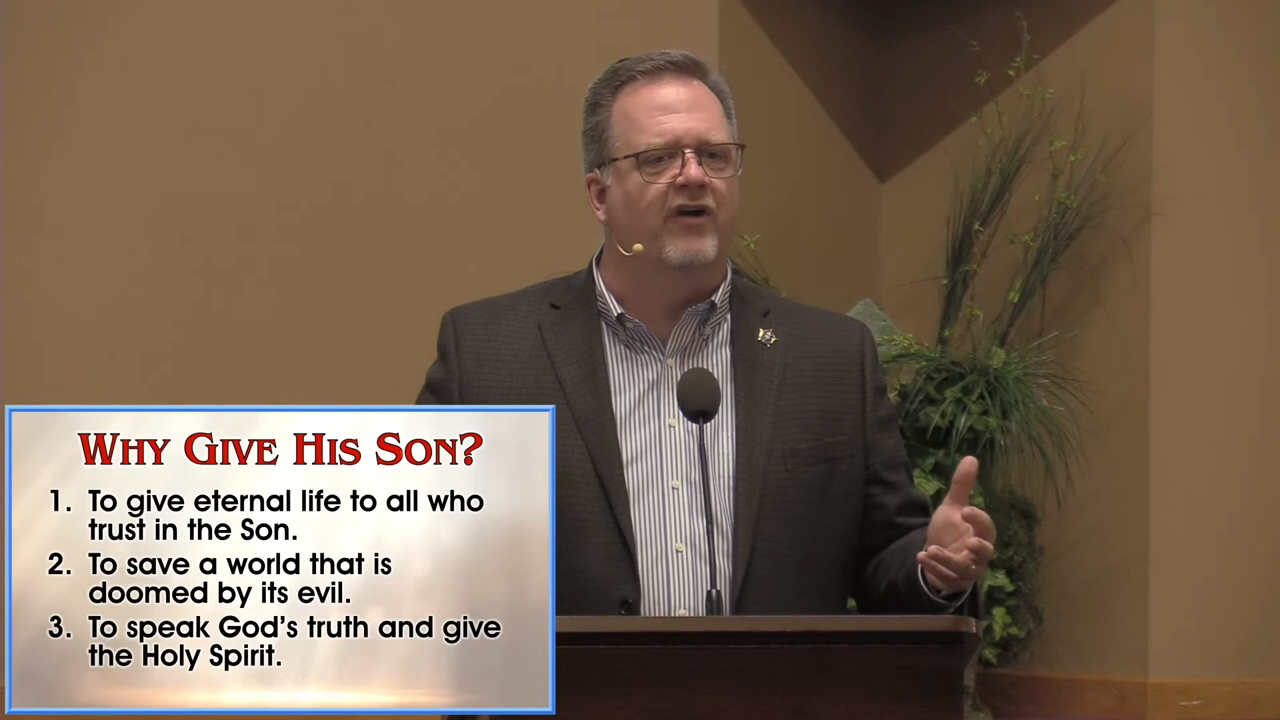 WHY GIVE HIS SON?
1. To give eternal life to all who
trust in the Son.
2. To save a world that is
doomed by its evil.
3. To speak God's truth and give
the Holy Spirit.